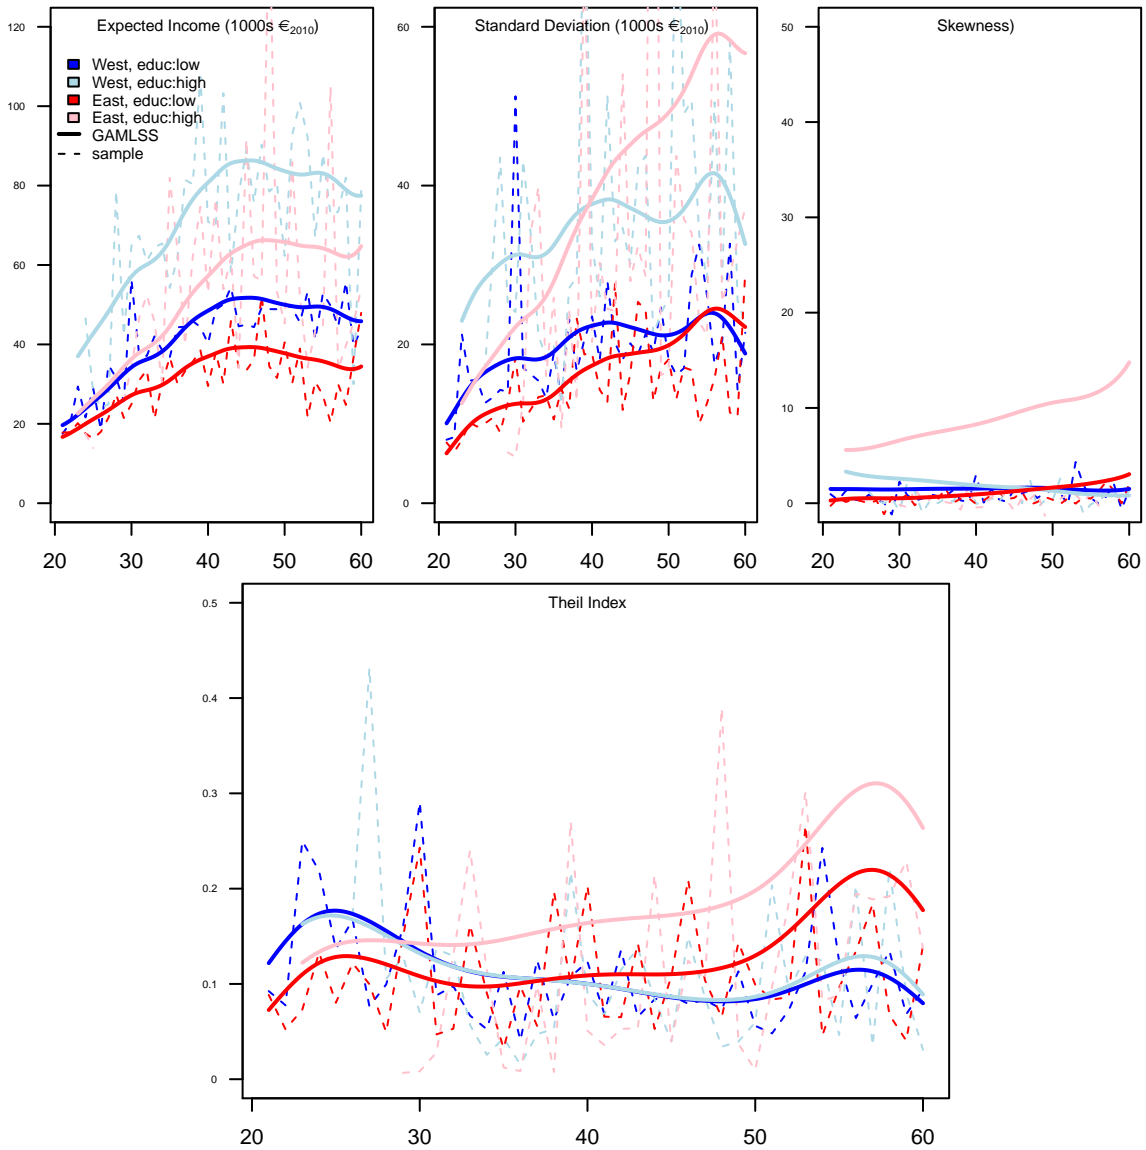 Expected Income (1000s €2010)
West, educ:low
West, educ:high
East, educ:low
East, educ:high
GAMLSS
sample
120
100
80
60
40
20
0
20 30 40 50 60
Standard Deviation (1000s €2010)
60
40
20
0
20 30 40 50 60
Skewness)
50
40
30
20
10
0
20 30 40 50 60
Theil Index
0.5
0.4
0.3
0.2
0.1
0
20 30 40 50 60